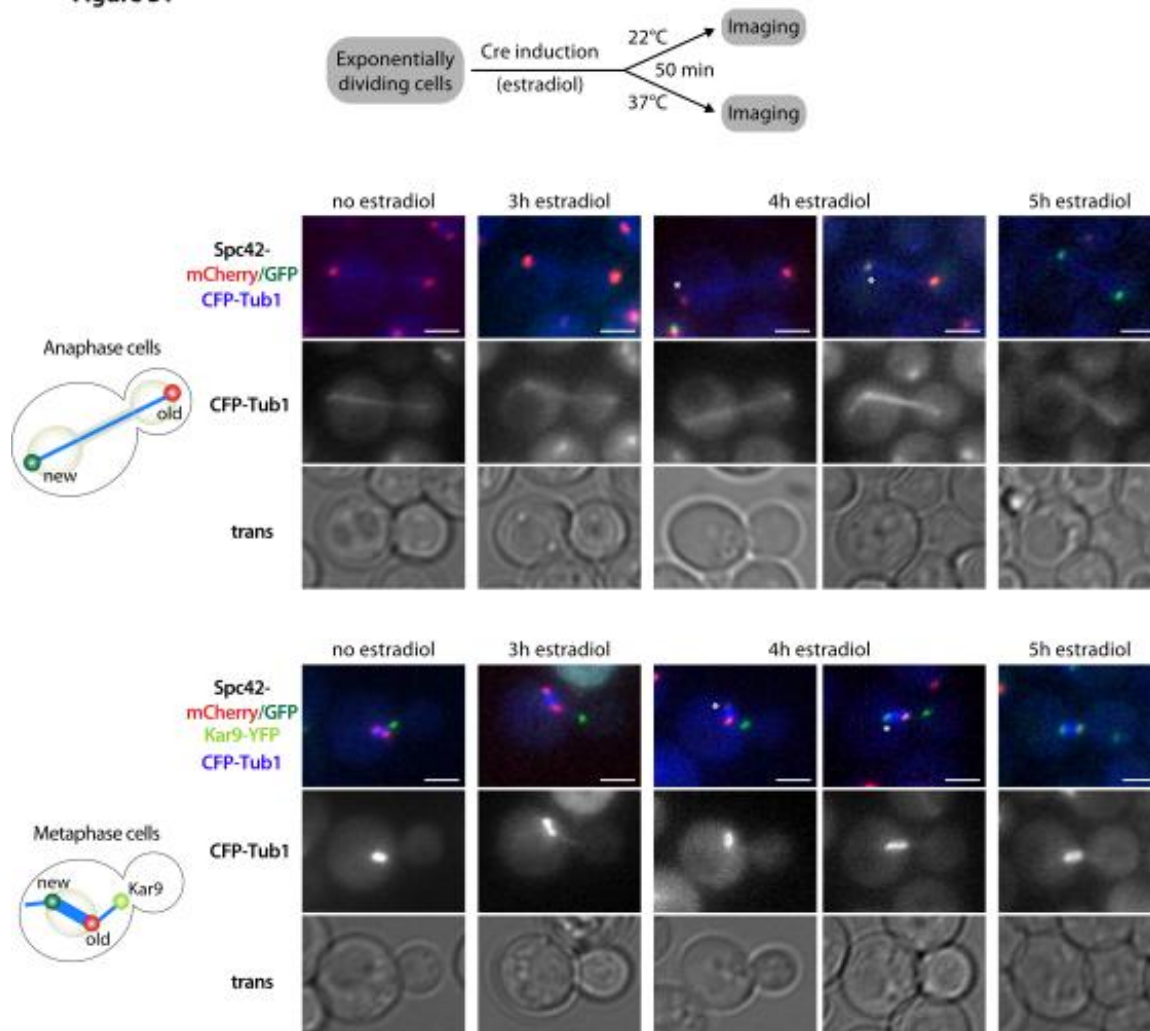 Exponentially
dividing cells
Cre induction
(estradiol)
22°C
50 min
37°C
Imaging
Imaging
no estradiol
3h estradiol
4h estradiol
5h estradiol
Spc42-
mCherry/GFP
CFP-Tub1
Anaphase cells
old
new
CFP-Tub1
trans
no estradiol
3h estradiol
4h estradiol
5h estradiol
Spc42-
mCherry/GFP
Kar9-YFP
CFP-Tub1
Metaphase cells
new
Kar9
old
CFP-Tub1
trans